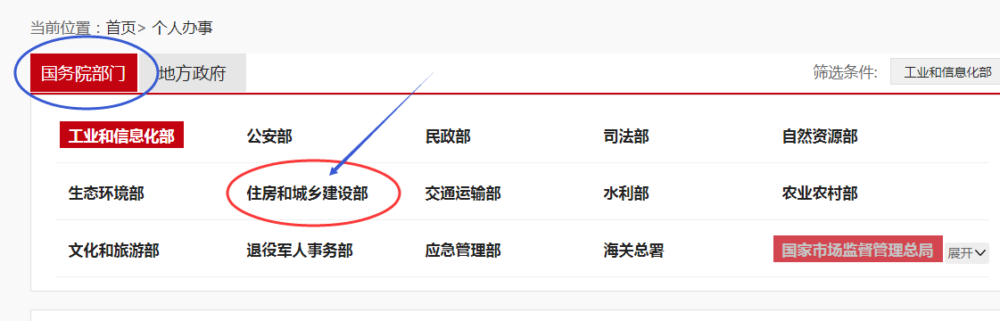 当前位置：首页> 个人办事
国务院部门 地方政府 筛选条件: 工业和信息化部
工业和信息化部 公安部 民政部 司法部 自然资源部
生态环境部 住房和城乡建设部 交通运输部 水利部 农业农村部
文化和旅游部 退役军人事务部 应急管理部 海关总署 国家市场监督管理总局 展开